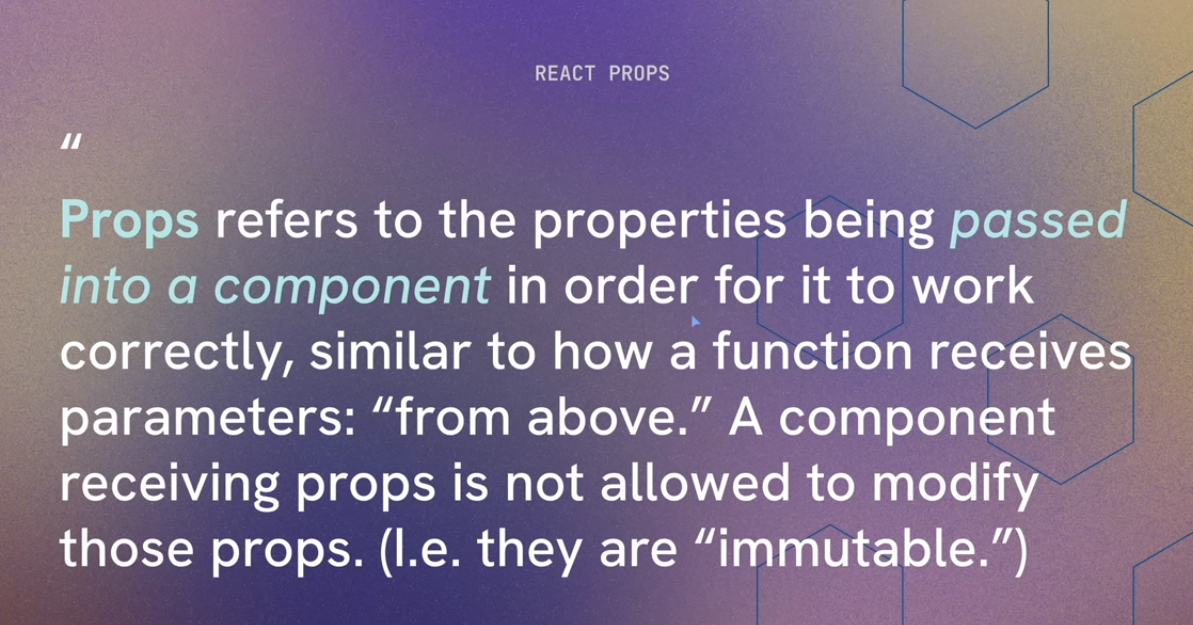 REACT PROPS
“
Props refers to the properties being passed
into a component in order for it to work
correctly, similar to how a function receives
parameters: “from above.” A component
receiving props is not allowed to modify
those props. (I.e. they are “immutable.”)